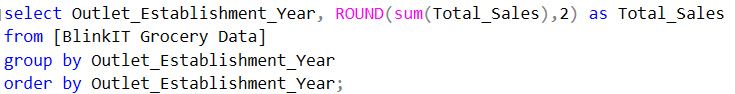 select Outlet_Establishment_Year, ROUND(sum(Total_Sales),2) as Total_Sales
from [BlinkIT Grocery Data]
group by Outlet_Establishment_Year
order by Outlet_Establishment_Year;